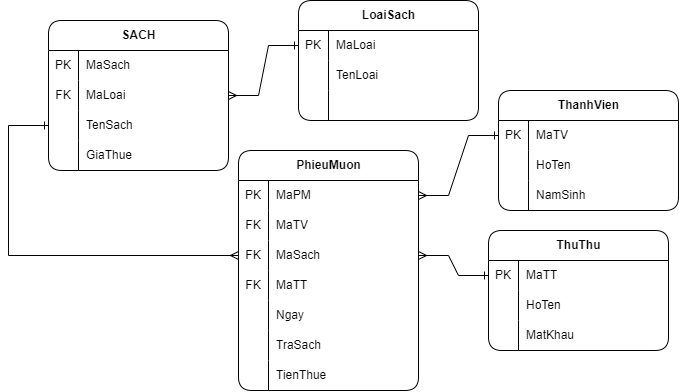 SACH
PK MaSach
FK MaLoai
TenSach
GiaThue
LoaiSach
PK MaLoai
TenLoai
PhieuMuon
PK MaPM
FK MaTV
FK MaSach
FK MaTT
Ngay
TraSach
TienThue
ThanhVien
PK MaTV
HoTen
NamSinh
ThuThu
PK MaTT
HoTen
MatKhau